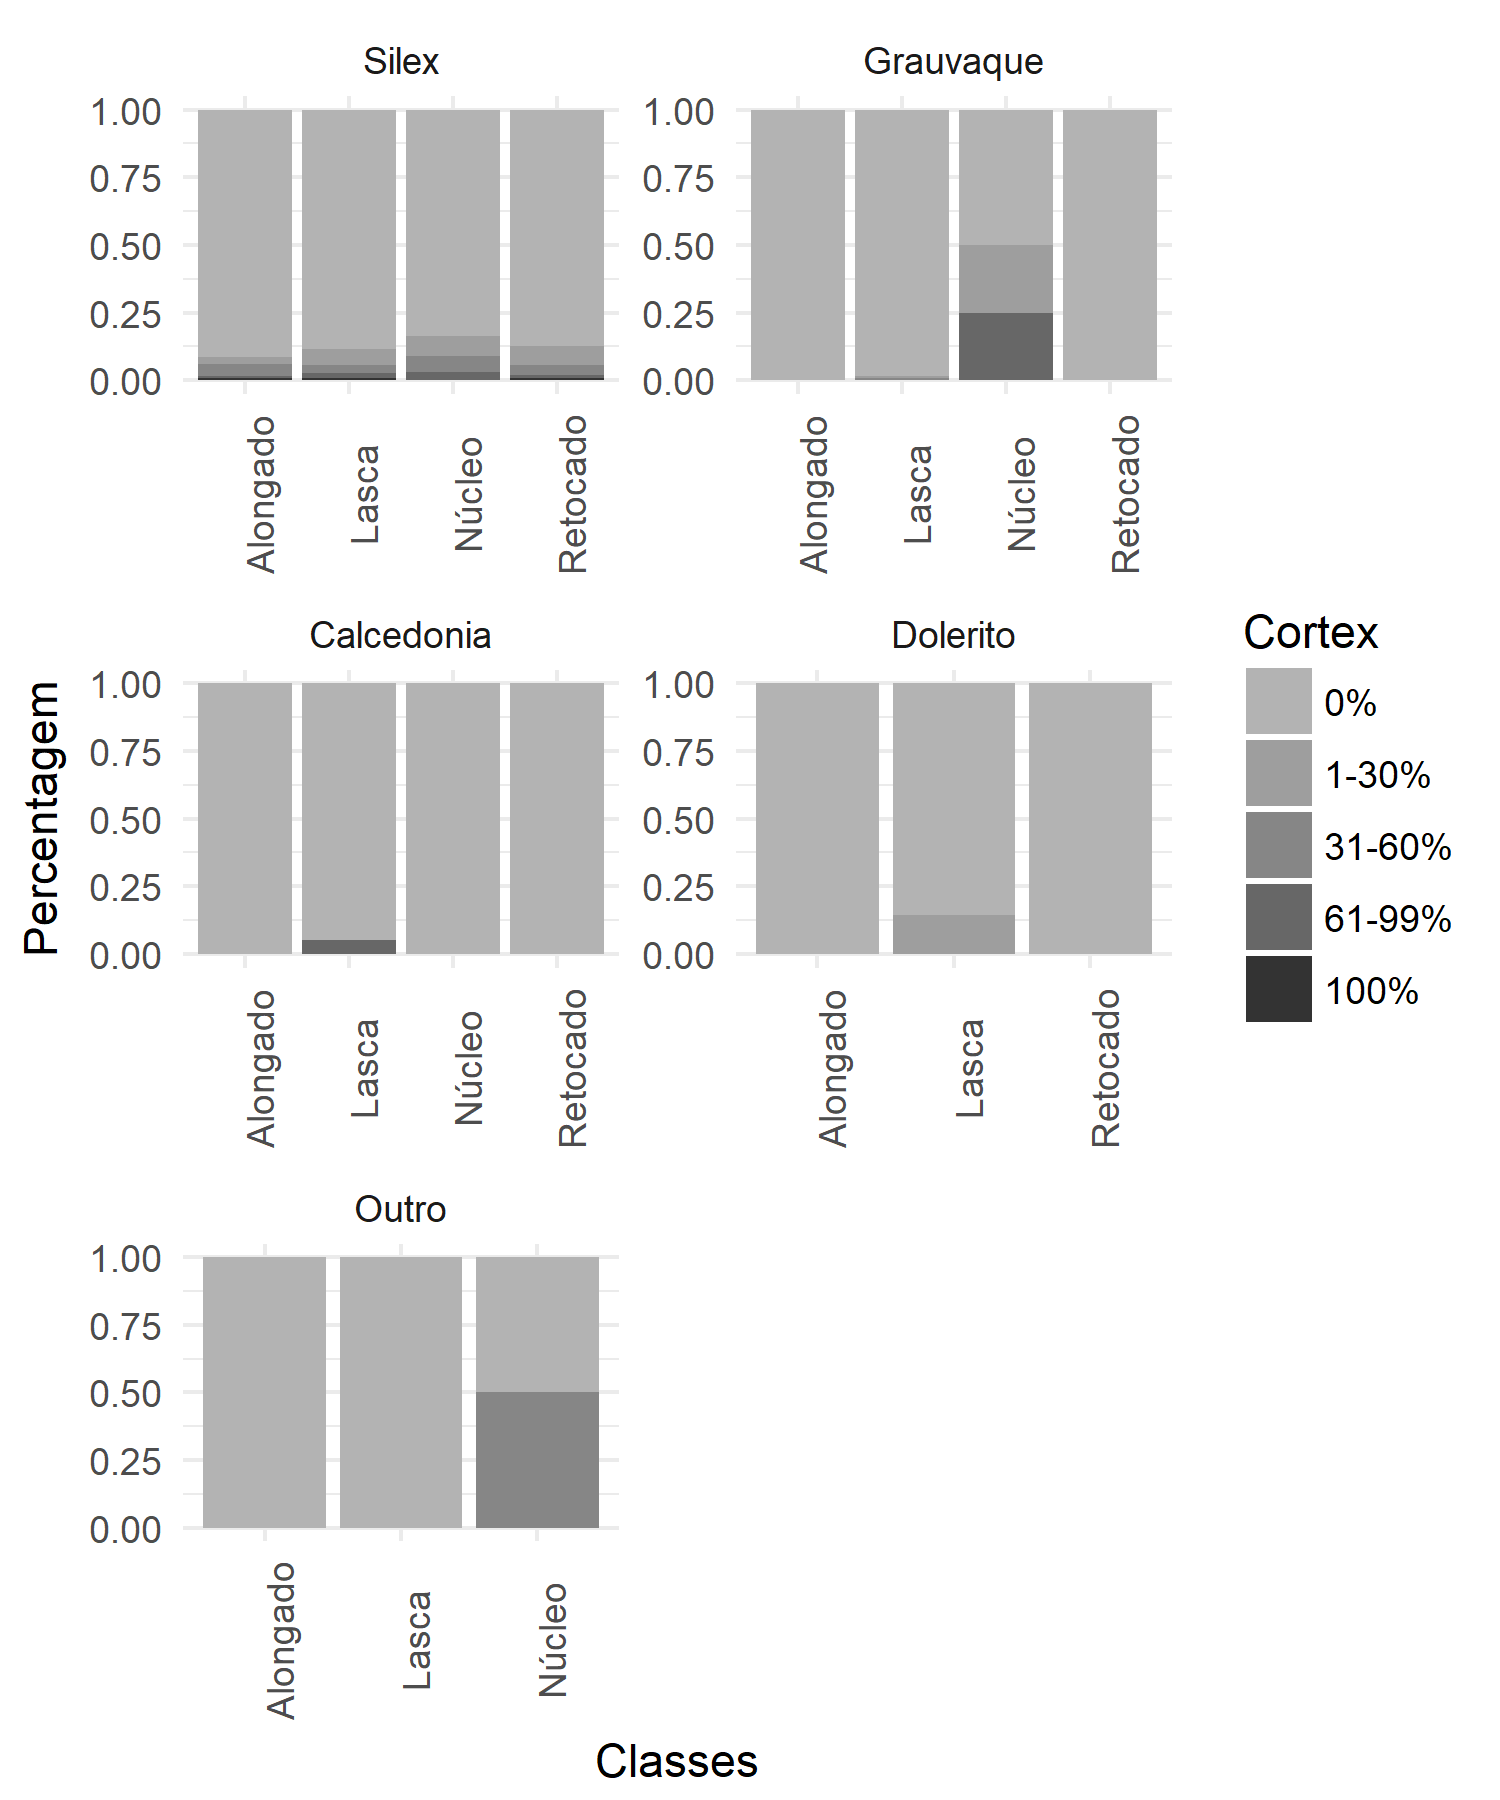 Silex
Grauvaque
1.00
0.75
0.50
0.25
0.00
1.00
0.75
0.50
0.25
0.00
Alongado
Lasca
Núcleo
Retocado
Alongado
Lasca
Núcleo
Retocado
Calcedonia
Dolerito
1.00
0.75
0.50
0.25
0.00
1.00
0.75
0.50
0.25
0.00
Alongado
Lasca
Núcleo
Retocado
Alongado
Lasca
Retocado
Outro
1.00
0.75
0.50
0.25
0.00
Alongado
Lasca
Núcleo
Percentagem
Classes
Cortex
0%
1-30%
31-60%
61-99%
100%